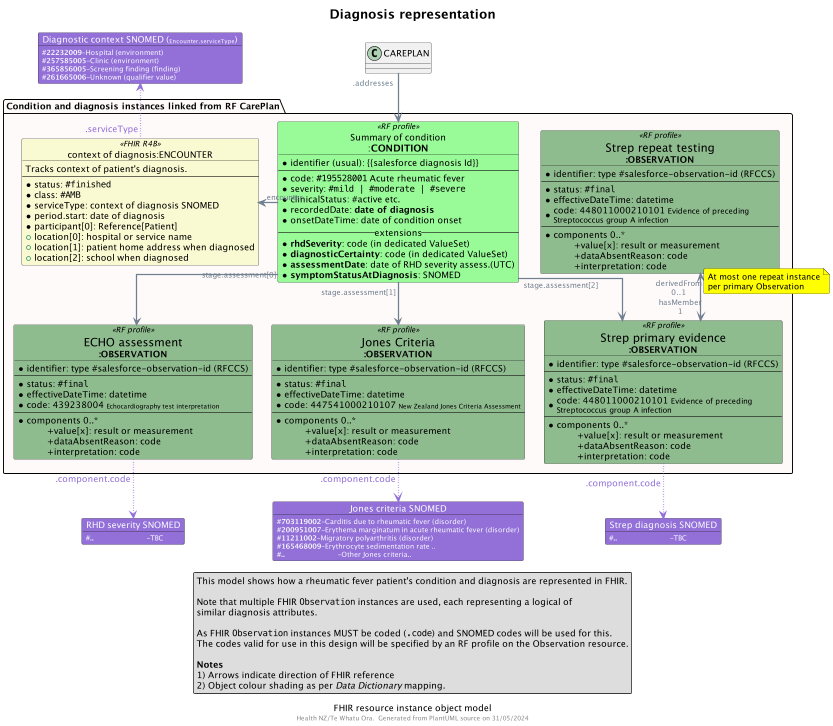 Diagnosis representation
Diagnostic context SNOMED (Encounter.serviceType)
#22232009-Hospital (environment)
#257585005-Clinic (environment)
#365856005-Screening finding (finding)
#261665006-Unknown (qualifier value)
C CAREPLAN
.addresses
Condition and diagnosis instances linked from RF CarePlan
.serviceType
«FHIR R4B»
context of diagnosis:ENCOUNTER
Tracks context of patient's diagnosis.
status: #finished
class: #AMB
serviceType: context of diagnosis SNOMED
period.start: date of diagnosis
participant[0]: Reference[Patient]
location[0]: hospital or service name
location[1]: patient home address when diagnosed
location[2]: school when diagnosed
.encounter
«RF profile»
Summary of condition
:CONDITION
identifier (usual): {{salesforce diagnosis Id}}
code: #195528001 Acute rheumatic fever
severity: #mild | #moderate | #severe
clinicalStatus: #active etc.
recordedDate: date of diagnosis
onsetDateTime: date of condition onset
extensions
rhdSeverity: code (in dedicated ValueSet)
diagnosticCertainty: code (in dedicated ValueSet)
assessmentDate: date of RHD severity assess.(UTC)
symptomStatusAtDiagnosis: SNOMED
«RF profile»
Strep repeat testing
:OBSERVATION
identifier: type #salesforce-observation-id (RFCCS)
status: #final
effectiveDateTime: datetime
code: 448011000210101 Evidence of preceding
Streptococcus group A infection
components 0..*
+value[x]: result or measurement
+dataAbsentReason: code
+interpretation: code
At most one repeat instance
per primary Observation
stage.assessment[0]
stage.assessment[1]
stage.assessment[2]
derivedFrom
0..1
hasMember
1
«RF profile»
ECHO assessment
:OBSERVATION
identifier: type #salesforce-observation-id (RFCCS)
status: #final
effectiveDateTime: datetime
code: 439238004 Echocardiography test interpretation
components 0..*
+value[x]: result or measurement
+dataAbsentReason: code
+interpretation: code
«RF profile»
Jones Criteria
:OBSERVATION
identifier: type #salesforce-observation-id (RFCCS)
status: #final
effectiveDateTime: datetime
code: 447541000210107 New Zealand Jones Criteria Assessment
components 0..*
+value[x]: result or measurement
+dataAbsentReason: code
+interpretation: code
«RF profile»
Strep primary evidence
:OBSERVATION
identifier: type #salesforce-observation-id (RFCCS)
status: #final
effectiveDateTime: datetime
code: 448011000210101 Evidence of preceding
Streptococcus group A infection
components 0..*
+value[x]: result or measurement
+dataAbsentReason: code
+interpretation: code
.component.code
.component.code
.component.code
RHD severity SNOMED
#.. -TBC
Jones criteria SNOMED
#703119002-Carditis due to rheumatic fever (disorder)
#200951007-Erythema marginatum in acute rheumatic fever (disorder)
#11211002-Migratory polyarthritis (disorder)
#165468009-Erythrocyte sedimentation rate ..
#.. -Other Jones criteria..
Strep diagnosis SNOMED
#.. -TBC
This model shows how a rheumatic fever patient's condition and diagnosis are represented in FHIR.
Note that multiple FHIR Observation instances are used, each representing a logical of
similar diagnosis attributes.
As FHIR Observation instances MUST be coded (.code) and SNOMED codes will be used for this.
The codes valid for use in this design will be specified by an RF profile on the Observation resource.
Notes
1) Arrows indicate direction of FHIR reference
2) Object colour shading as per Data Dictionary mapping.
FHIR resource instance object model
Health NZ/Te Whatu Ora. Generated from PlantUML source on 31/05/2024